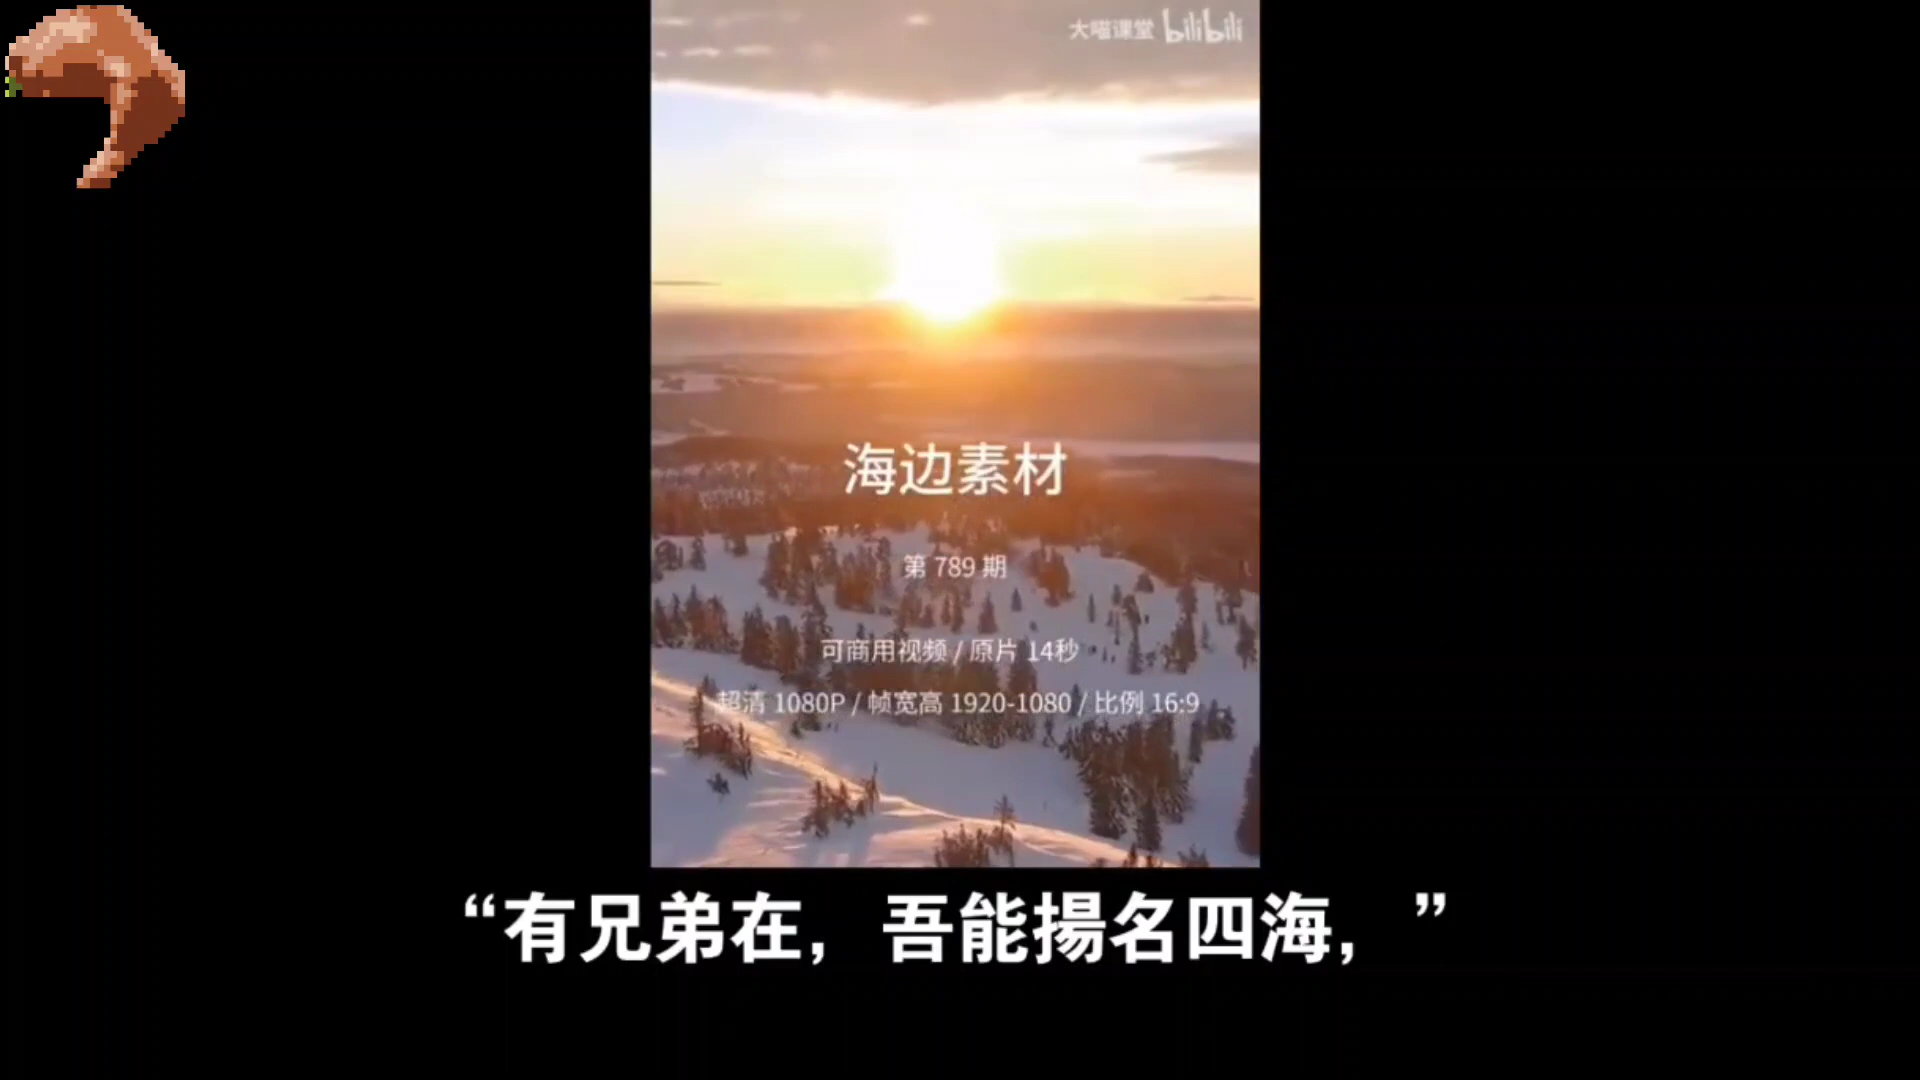 大喵课堂 bilibili
海边素材
第 789 期
可商用视频 / 原片 14秒
超清 1080P / 帧宽高 1920-1080 / 比例 16:9
“有兄弟在，吾能揚名四海，”